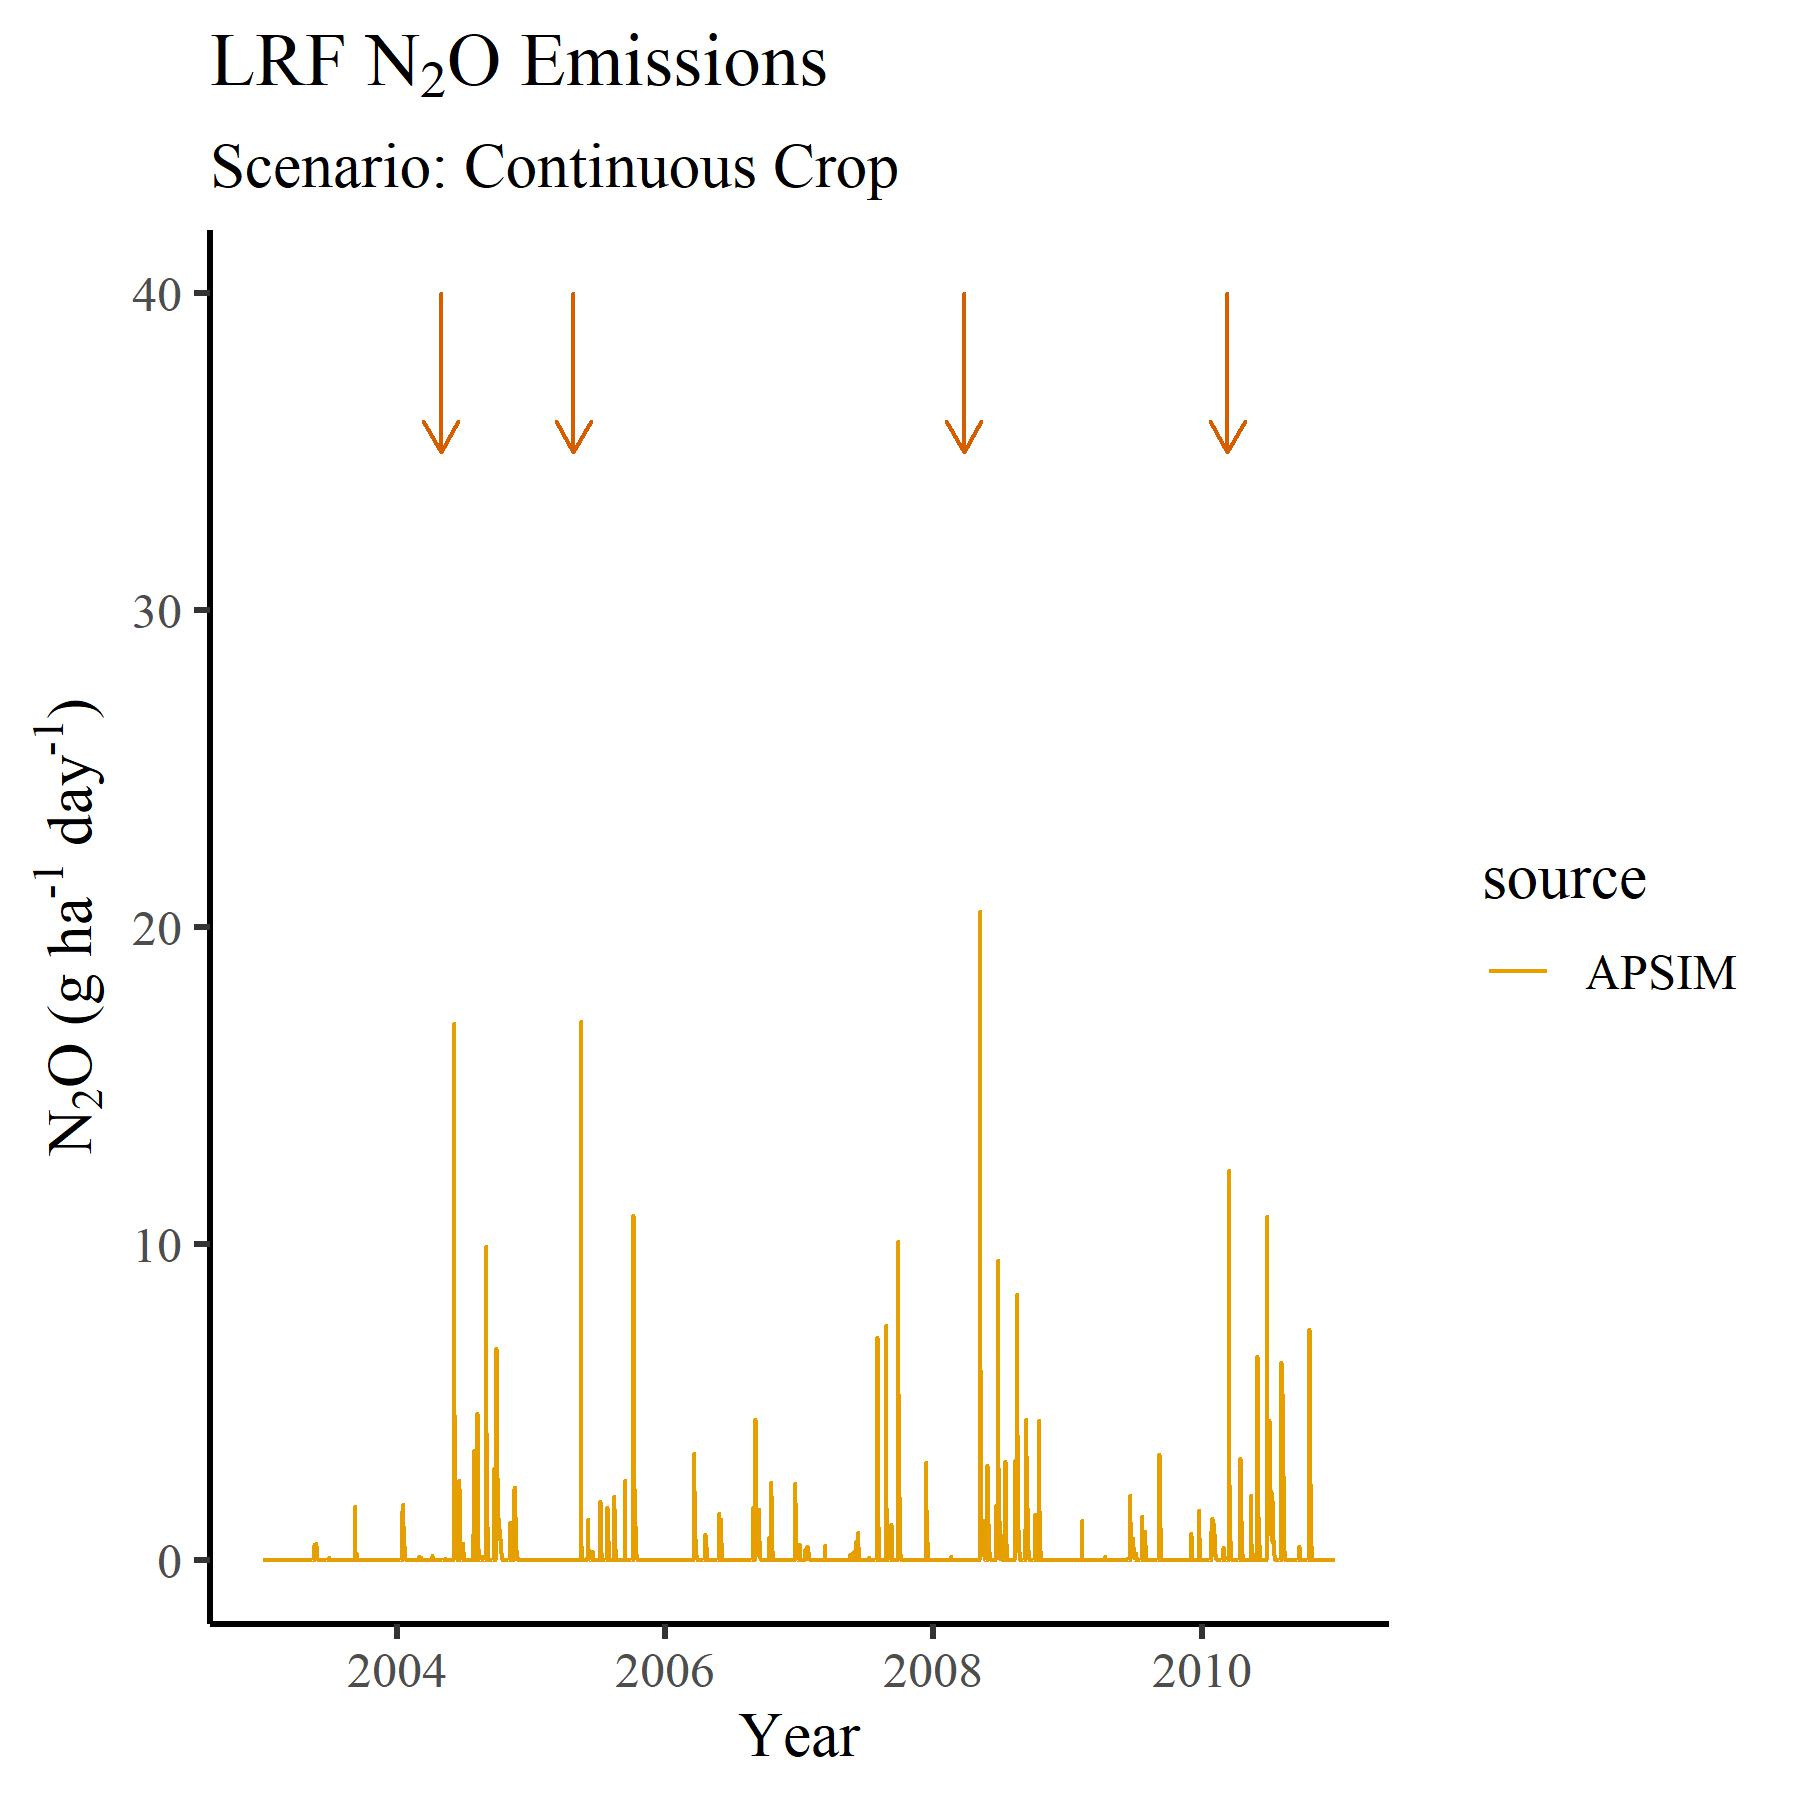 LRF N₂O Emissions
Scenario: Continuous Crop
40
30
20
10
0
N₂O (g ha⁻¹ day⁻¹)
2004 2006 2008 2010
Year
source
APSIM